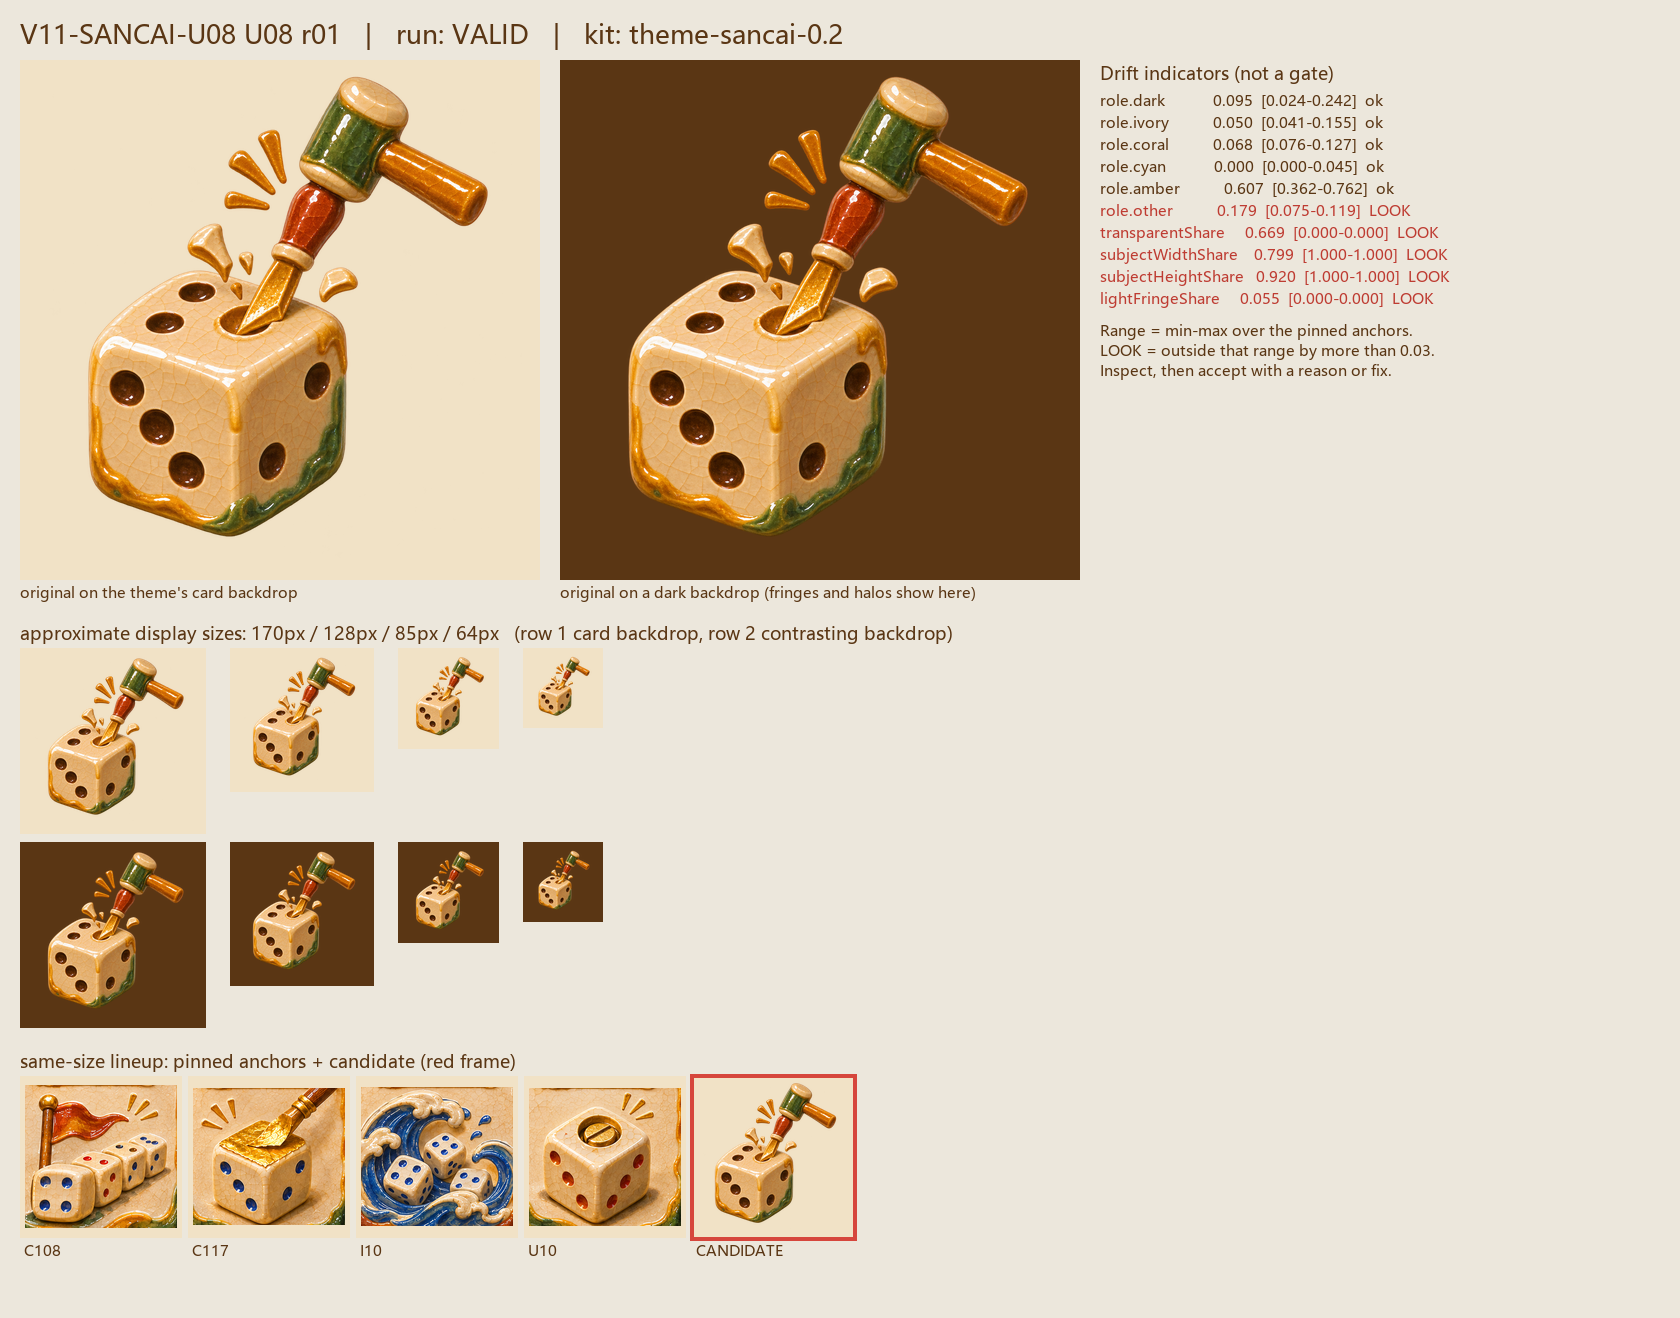 V11-SANCAI-U08 U08 r01 | run: VALID | kit: theme-sancai-0.2
Drift indicators (not a gate)
role.dark 0.095 [0.024-0.242] ok
role.ivory 0.050 [0.041-0.155] ok
role.coral 0.068 [0.076-0.127] ok
role.cyan 0.000 [0.000-0.045] ok
role.amber 0.607 [0.362-0.762] ok
role.other 0.179 [0.075-0.119] LOOK
transparentShare 0.669 [0.000-0.000] LOOK
subjectWidthShare 0.799 [1.000-1.000] LOOK
subjectHeightShare 0.920 [1.000-1.000] LOOK
lightFringeShare 0.055 [0.000-0.000] LOOK
Range = min-max over the pinned anchors.
LOOK = outside that range by more than 0.03.
Inspect, then accept with a reason or fix.
original on the theme's card backdrop
original on a dark backdrop (fringes and halos show here)
approximate display sizes: 170px / 128px / 85px / 64px (row 1 card backdrop, row 2 contrasting backdrop)
same-size lineup: pinned anchors + candidate (red frame)
C108
C117
I10
U10
CANDIDATE